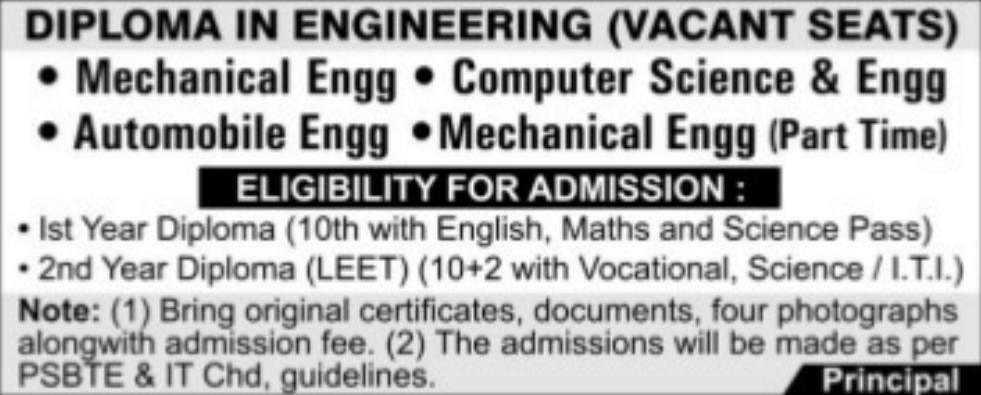 DIPLOMA IN ENGINEERING (VACANT SEATS)
• Mechanical Engg • Computer Science & Engg
• Automobile Engg • Mechanical Engg (Part Time)
ELIGIBILITY FOR ADMISSION :
• Ist Year Diploma (10th with English, Maths and Science Pass)
• 2nd Year Diploma (LEET) (10+2 with Vocational, Science / I.T.I.)
Note: (1) Bring original certificates, documents, four photographs
alongwith admission fee. (2) The admissions will be made as per
PSBTE & IT Chd, guidelines.
Principal